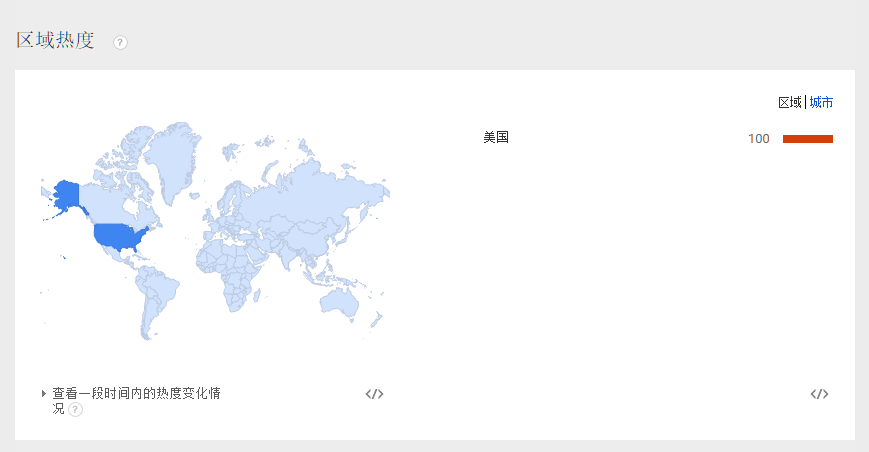 区域热度 ?
区域|城市
美国 100
查看一段时间内的热度变化情
况 ?
</>
</>